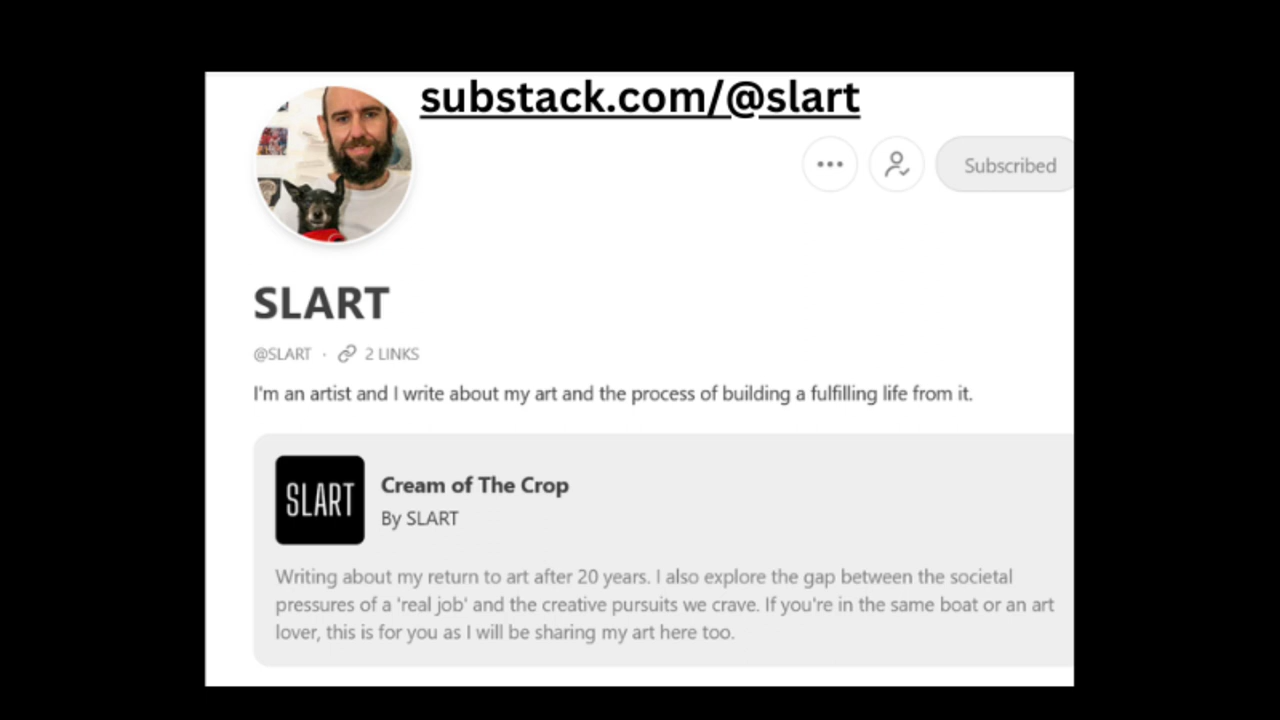 substack.com/@slart
Subscribed
SLART
@SLART · 2 LINKS
I'm an artist and I write about my art and the process of building a fulfilling life from it.
SLART
Cream of The Crop
By SLART
Writing about my return to art after 20 years. I also explore the gap between the societal
pressures of a 'real job' and the creative pursuits we crave. If you're in the same boat or an art
lover, this is for you as I will be sharing my art here too.